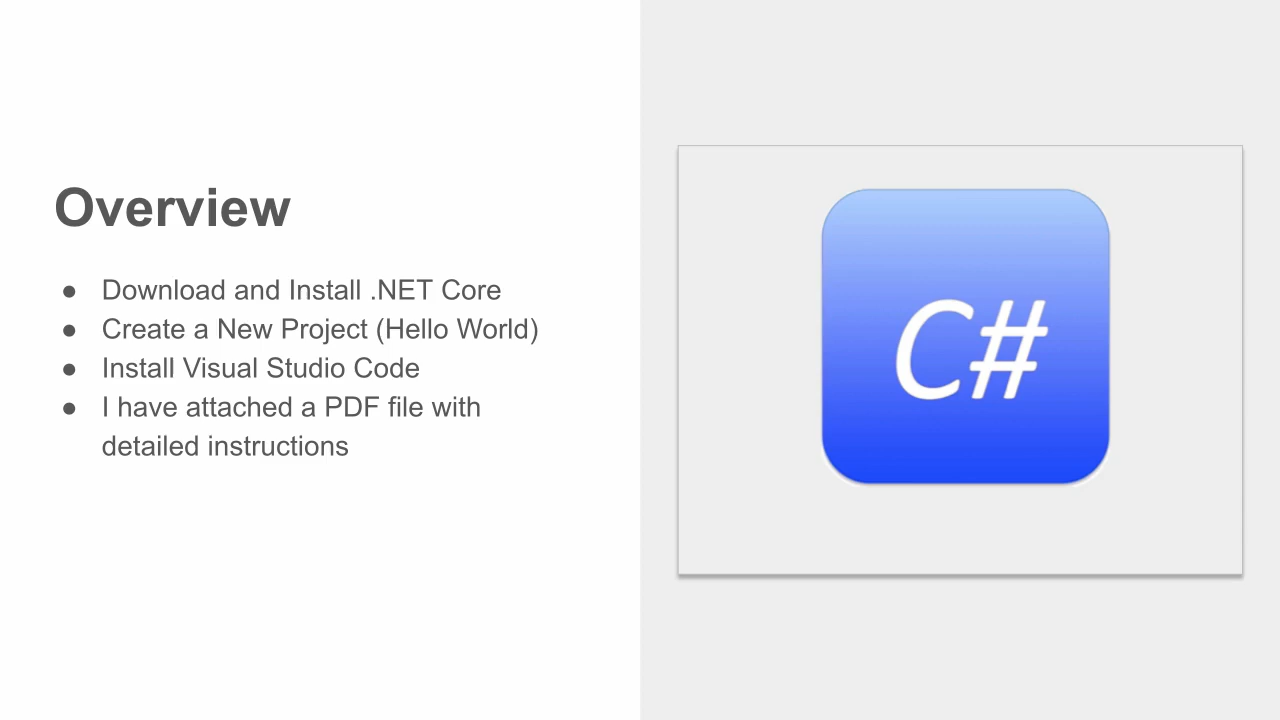 Overview
● Download and Install .NET Core
● Create a New Project (Hello World)
● Install Visual Studio Code
● I have attached a PDF file with
detailed instructions
C#